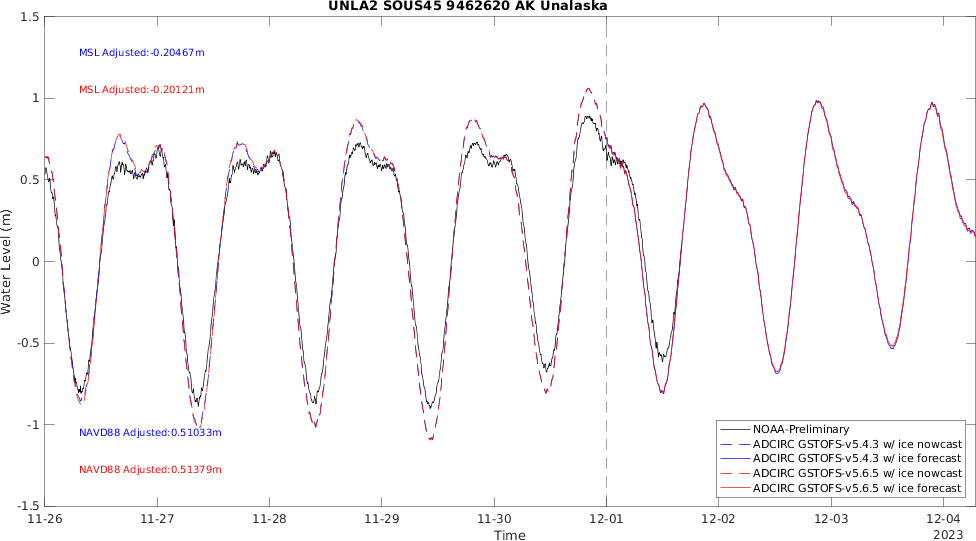 UNLA2 SOUS45 9462620 AK Unalaska
1.5
1
0.5
0
-0.5
-1
-1.5
Water Level (m)
MSL Adjusted:-0.20467m
MSL Adjusted:-0.20121m
NAVD88 Adjusted:0.51033m
NAVD88 Adjusted:0.51379m
NOAA-Preliminary
ADCIRC GSTOFS-v5.4.3 w/ ice nowcast
ADCIRC GSTOFS-v5.4.3 w/ ice forecast
ADCIRC GSTOFS-v5.6.5 w/ ice nowcast
ADCIRC GSTOFS-v5.6.5 w/ ice forecast
11-26 11-27 11-28 11-29 11-30 12-01 12-02 12-03 12-04
Time
2023